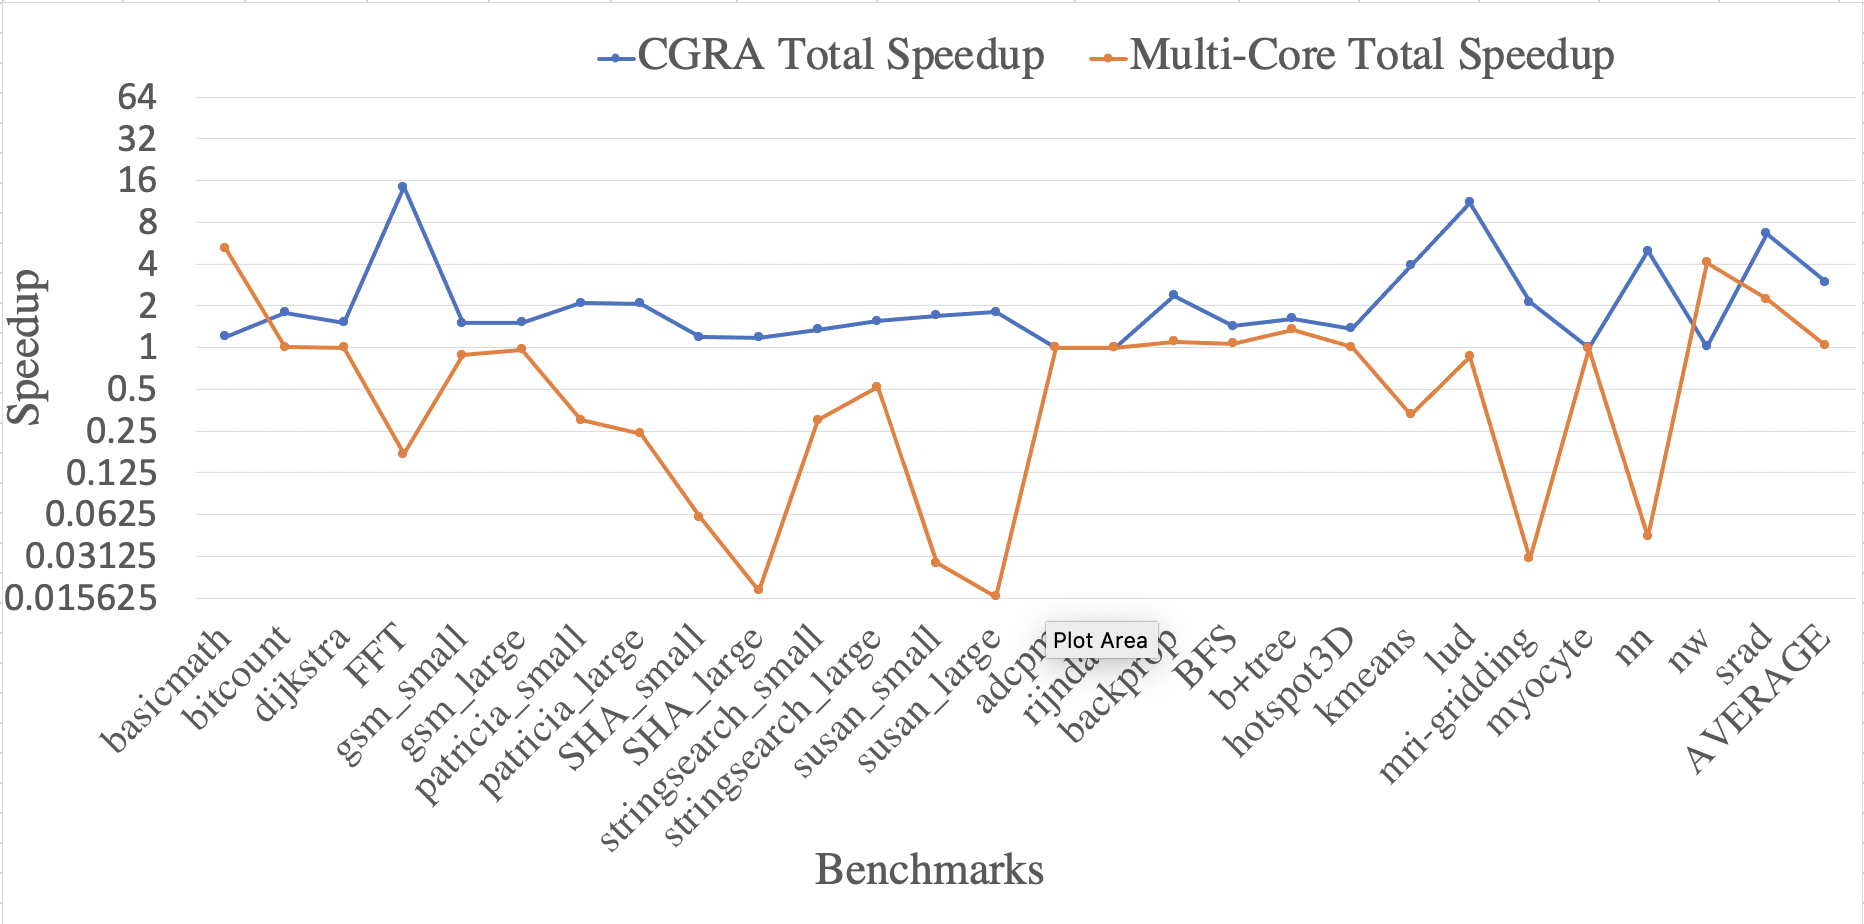 CGRA Total Speedup Multi-Core Total Speedup
64
32
16
8
4
2
1
0.5
0.25
0.125
0.0625
0.03125
0.015625
Speedup
basicmath
bitcount
dijkstra
FFT
gsm_small
gsm_large
patricia_small
patricia_large
SHA_small
SHA_large
stringsearch_small
stringsearch_large
susan_small
susan_large
adcpm
backprop
BFS
b+tree
hotspot3D
kmeans
lud
mri-gridding
myocyte
nn
nw
srad
AVERAGE
Plot Area
Benchmarks